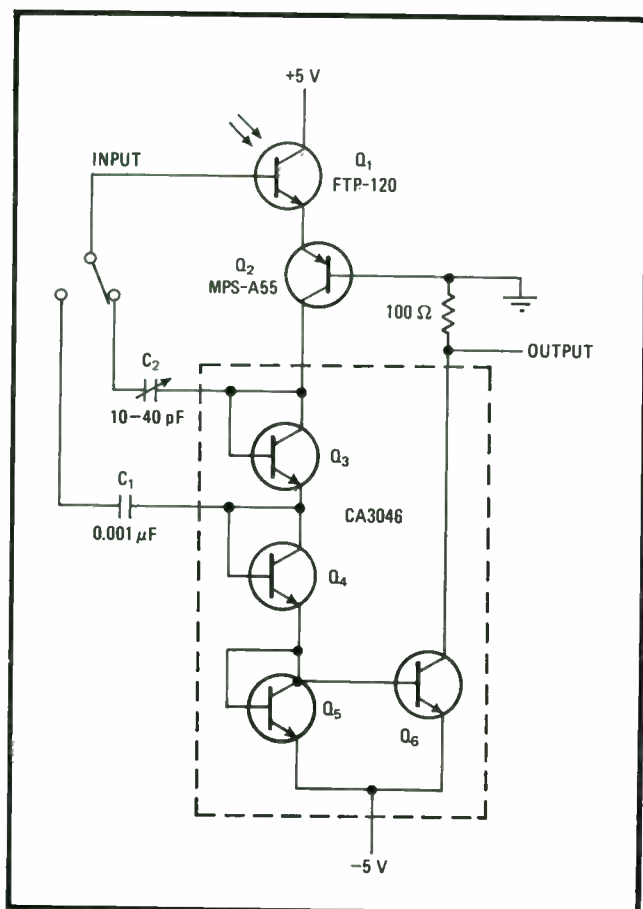 +5 V
INPUT
Q1
FTP-120
Q2
MPS-A55
100 Ω
OUTPUT
C2
10–40 pF
Q3
C1
0.001 μF
CA3046
Q4
Q5
Q6
−5 V